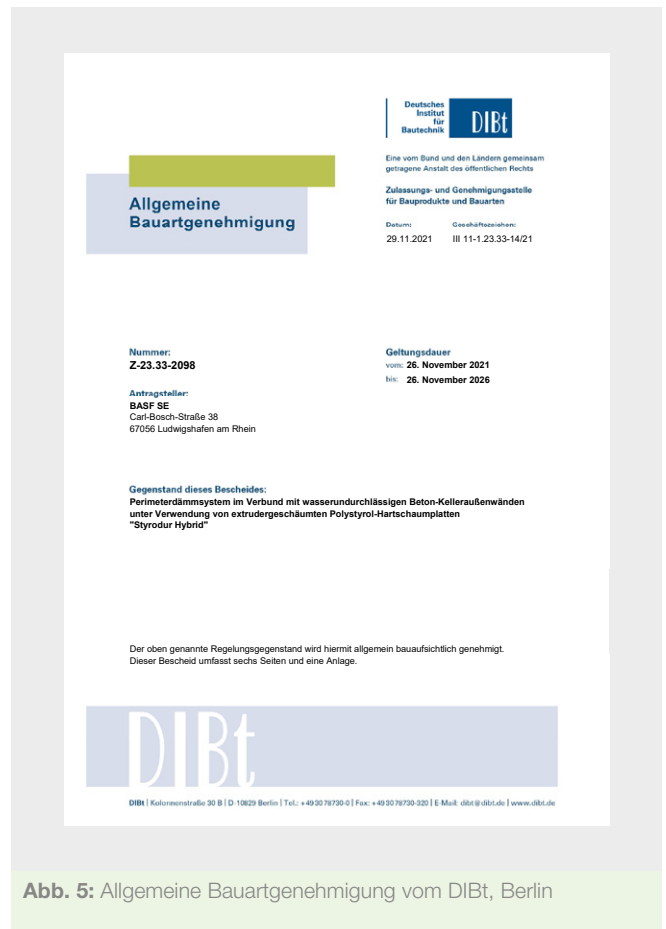 Deutsches
Institut
für
Bautechnik
DIBt
Eine vom Bund und den Ländern gemeinsam
getragene Anstalt des öffentlichen Rechts
Zulassungs- und Genehmigungsstelle
für Bauprodukte und Bauarten
Allgemeine
Bauartgenehmigung
Datum: Geschäftszeichen:
29.11.2021 III 11-1.23.33-14/21
Nummer:
Z-23.33-2098
Geltungsdauer
vom: 26. November 2021
bis: 26. November 2026
Antragsteller:
BASF SE
Carl-Bosch-Straße 38
67056 Ludwigshafen am Rhein
Gegenstand dieses Bescheides:
Perimeterdämmsystem im Verbund mit wasserundurchlässigen Beton-Kelleraußenwänden
unter Verwendung von extrudergeschäumten Polystyrol-Hartschaumplatten
"Styrodur Hybrid"
Der oben genannte Regelungsgegenstand wird hiermit allgemein bauaufsichtlich genehmigt.
Dieser Bescheid umfasst sechs Seiten und eine Anlage.
DIBt
DIBt | Kolonnenstraße 30 B | D-10829 Berlin | Tel.: +49 30 78730-0 | Fax: +49 30 78730-320 | E-Mail: dibt@dibt.de | www.dibt.de
Abb. 5: Allgemeine Bauartgenehmigung vom DIBt, Berlin